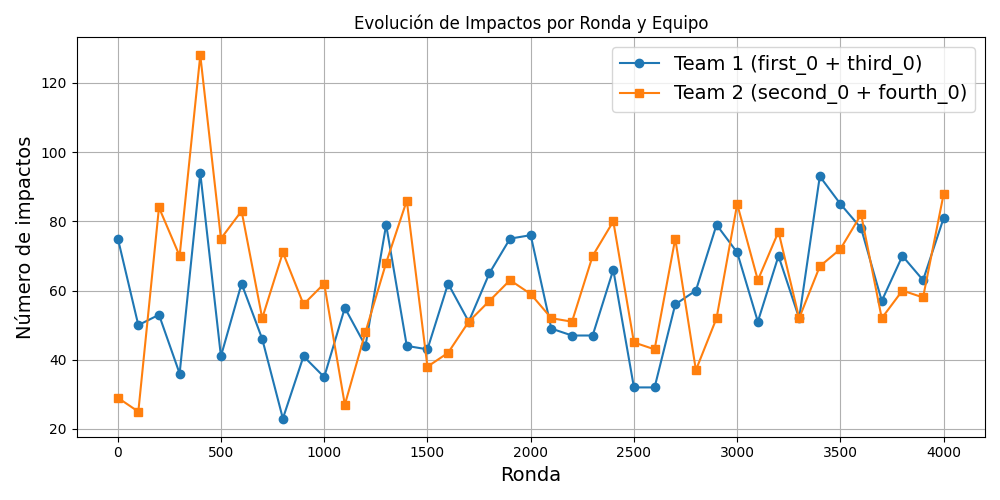 Evolución de Impactos por Ronda y Equipo
Team 1 (first_0 + third_0)
Team 2 (second_0 + fourth_0)
Número de impactos
120
100
80
60
40
20
0 500 1000 1500 2000 2500 3000 3500 4000
Ronda